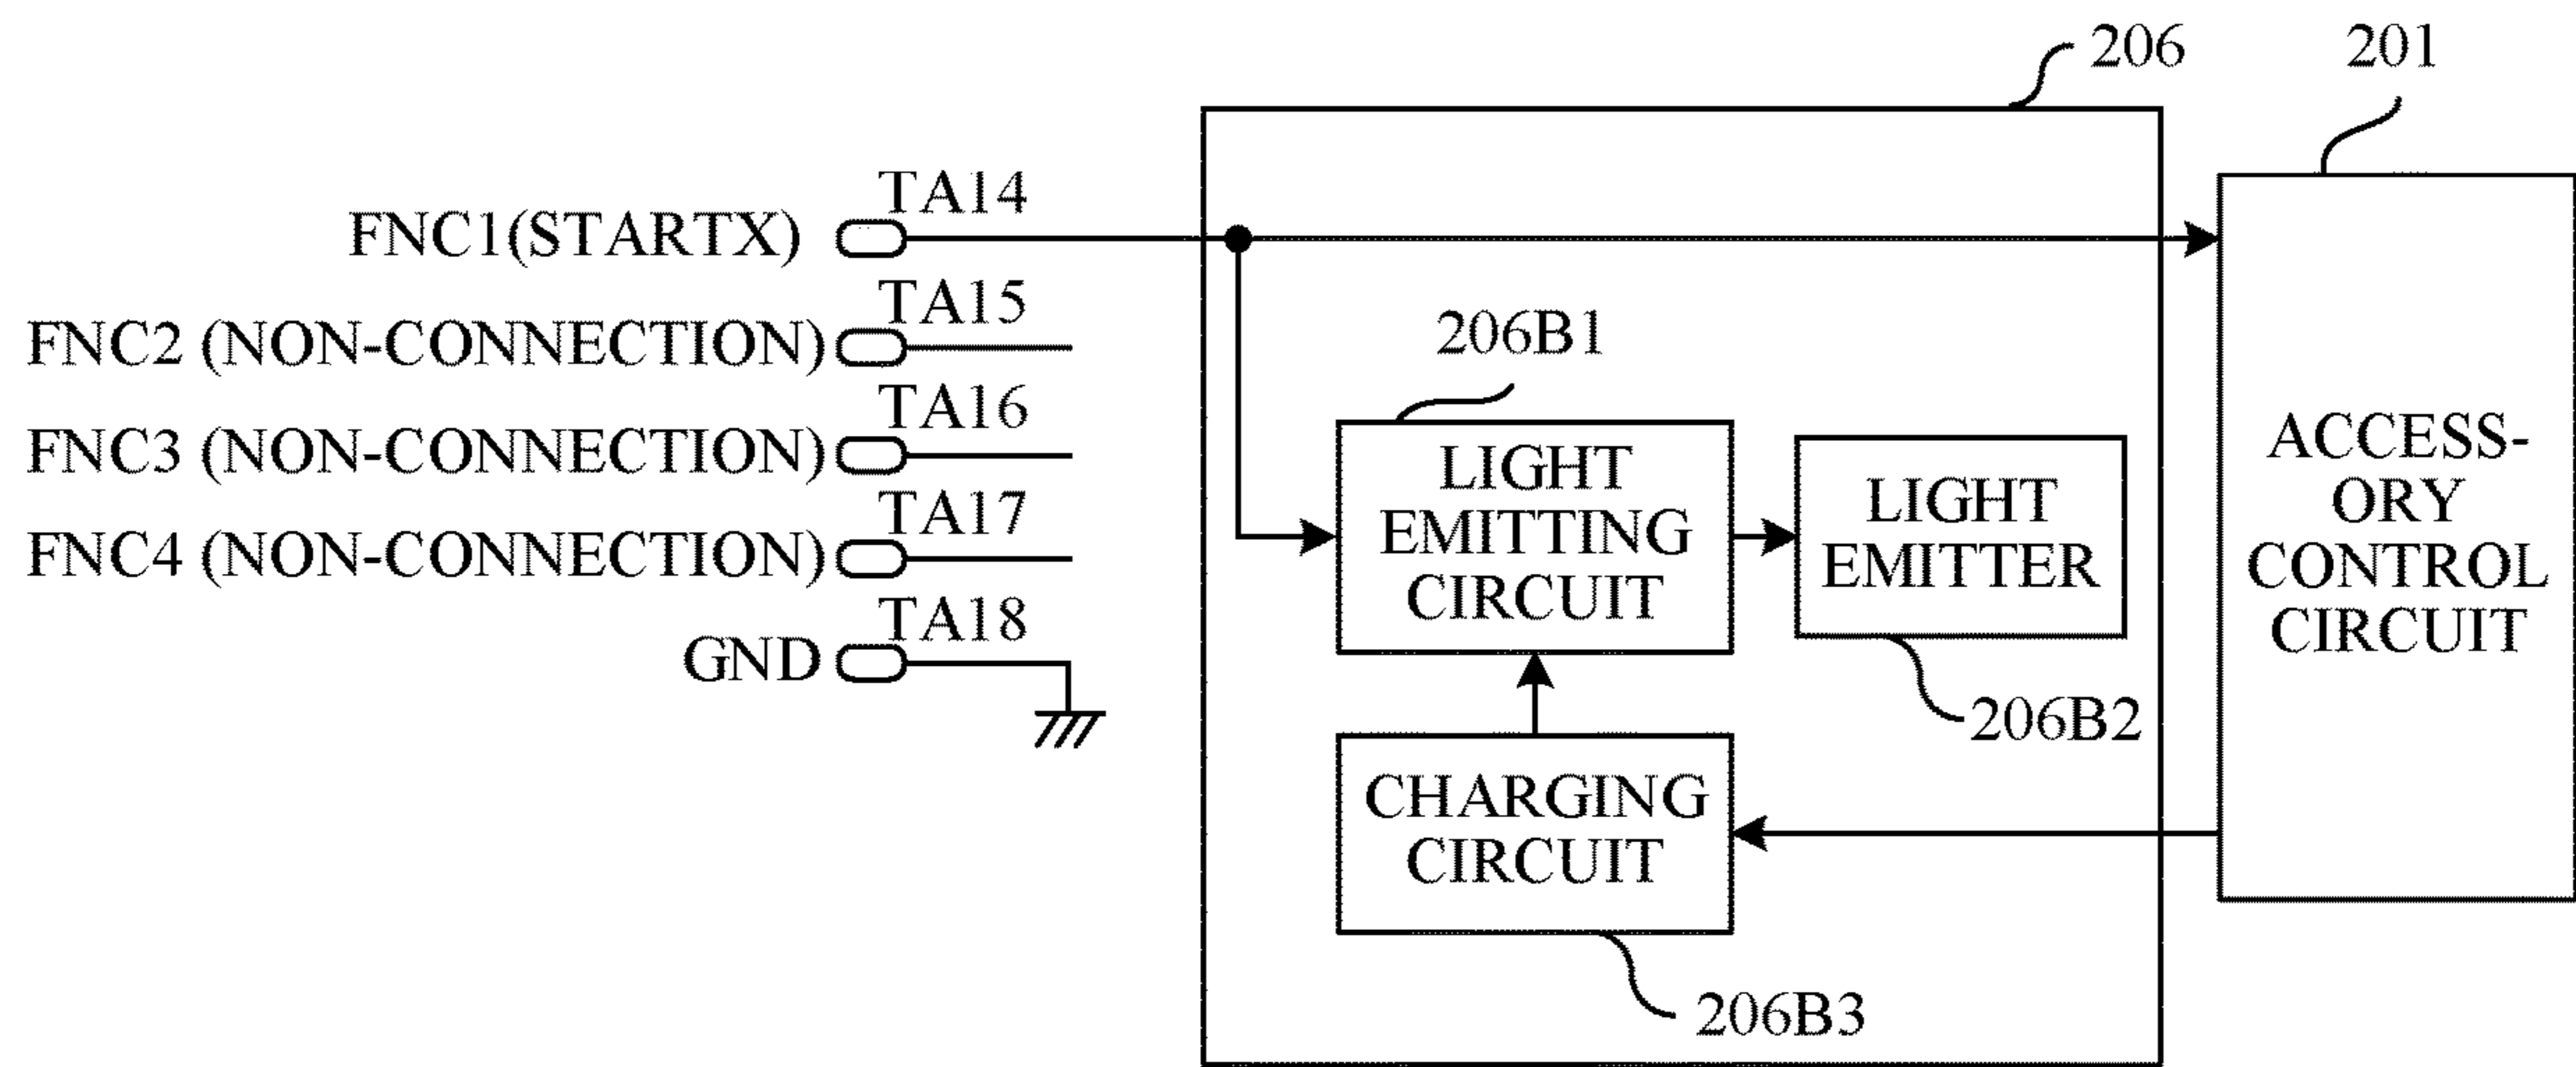 206
201
TA14
FNC1(STARTX)
TA15
FNC2 (NON-CONNECTION)
TA16
FNC3 (NON-CONNECTION)
TA17
FNC4 (NON-CONNECTION)
TA18
GND
206B1
LIGHT
EMITTING
CIRCUIT
LIGHT
EMITTER
206B2
CHARGING
CIRCUIT
206B3
ACCESS-
ORY
CONTROL
CIRCUIT